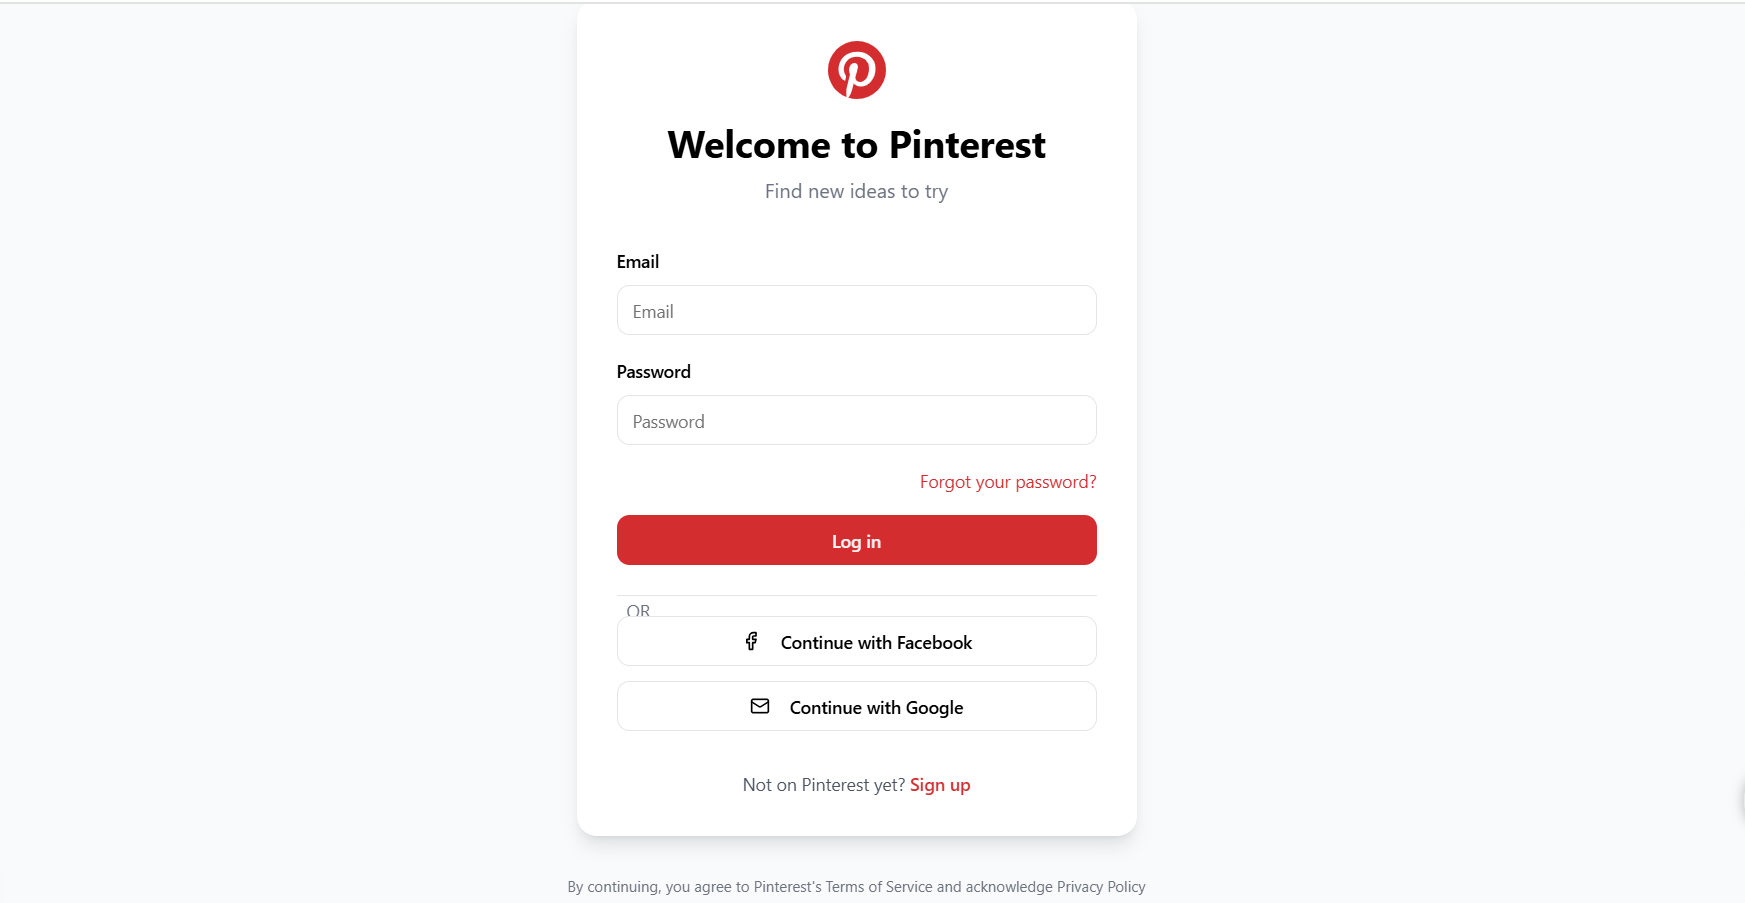 Welcome to Pinterest
Find new ideas to try
Email
Email
Password
Password
Forgot your password?
Log in
OR
Continue with Facebook
Continue with Google
Not on Pinterest yet? Sign up
By continuing, you agree to Pinterest's Terms of Service and acknowledge Privacy Policy